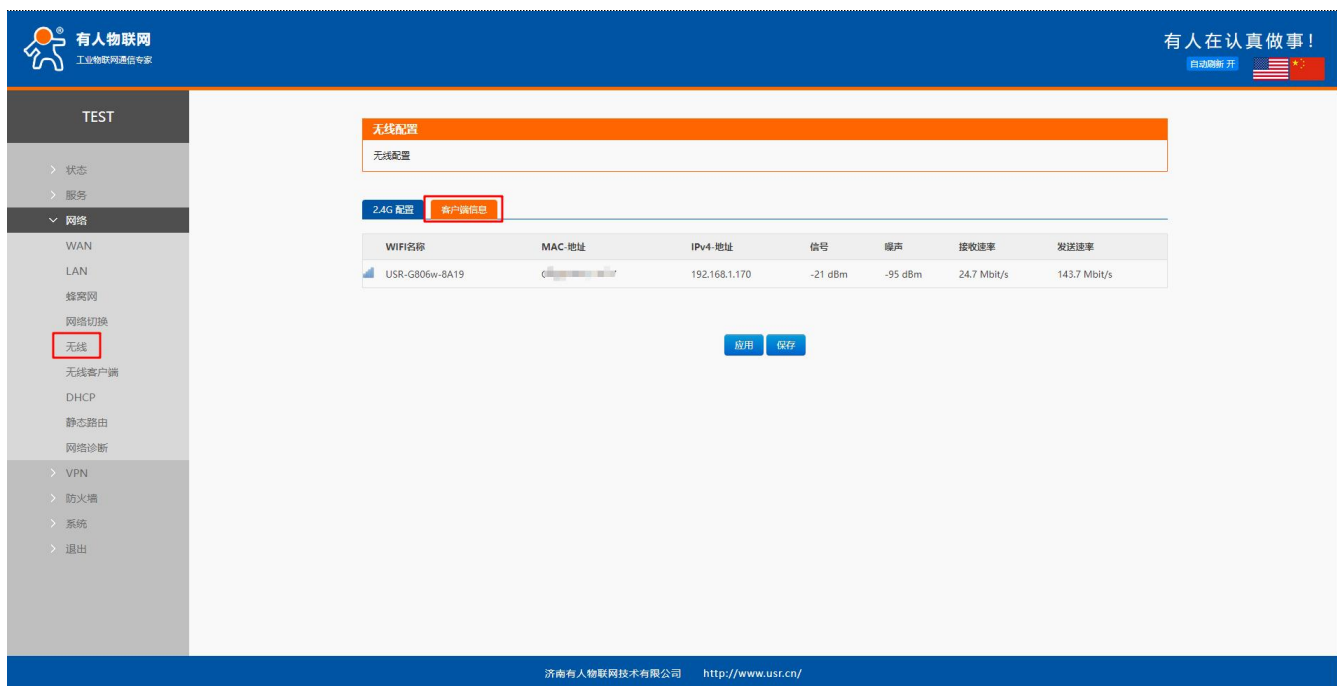 有人物联网
工业物联网通信专家
有人在认真做事!
自动刷新 开
TEST
状态
服务
网络
WAN
LAN
蜂窝网
网络切换
无线
无线客户端
DHCP
静态路由
网络诊断
VPN
防火墙
系统
退出
无线配置
无线配置
2.4G 配置 客户端信息
WIFI名称 MAC-地址 IPv4-地址 信号 噪声 接收速率 发送速率
USR-G806w-8A19 192.168.1.170 -21 dBm -95 dBm 24.7 Mbit/s 143.7 Mbit/s
应用 保存
济南有人物联网技术有限公司 http://www.usr.cn/